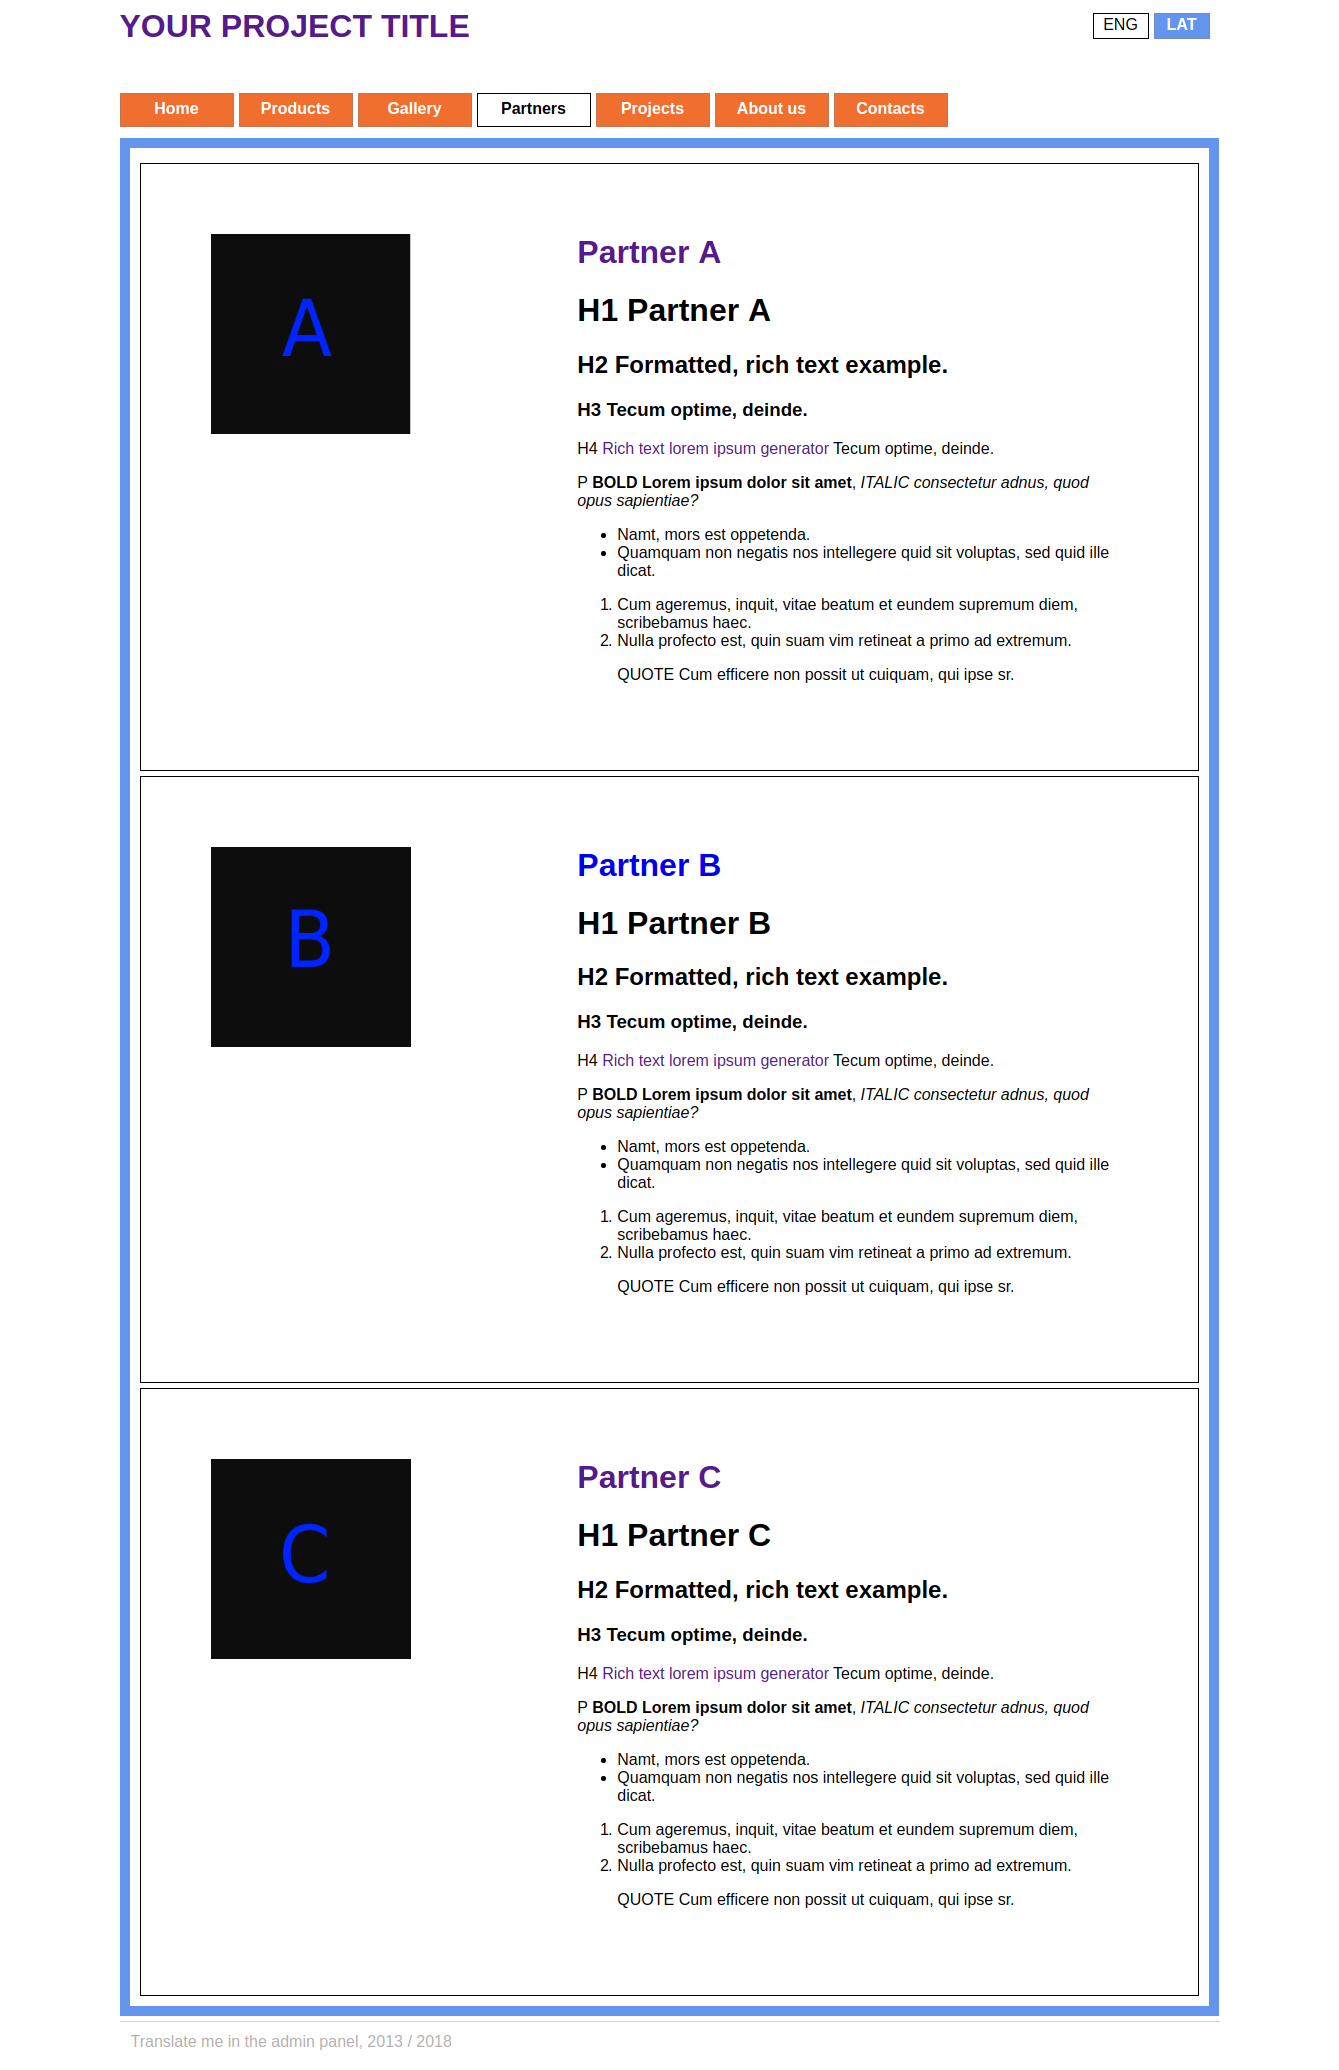 YOUR PROJECT TITLE
ENG LAT
Home Products Gallery Partners Projects About us Contacts
A
Partner A
H1 Partner A
H2 Formatted, rich text example.
H3 Tecum optime, deinde.
H4 Rich text lorem ipsum generator Tecum optime, deinde.
P BOLD Lorem ipsum dolor sit amet, ITALIC consectetur adnus, quod
opus sapientiae?
• Namt, mors est oppetenda.
• Quamquam non negatis nos intellegere quid sit voluptas, sed quid ille
dicat.
1. Cum ageremus, inquit, vitae beatum et eundem supremum diem,
scribebamus haec.
2. Nulla profecto est, quin suam vim retineat a primo ad extremum.
QUOTE Cum efficere non possit ut cuiquam, qui ipse sr.
B
Partner B
H1 Partner B
H2 Formatted, rich text example.
H3 Tecum optime, deinde.
H4 Rich text lorem ipsum generator Tecum optime, deinde.
P BOLD Lorem ipsum dolor sit amet, ITALIC consectetur adnus, quod
opus sapientiae?
• Namt, mors est oppetenda.
• Quamquam non negatis nos intellegere quid sit voluptas, sed quid ille
dicat.
1. Cum ageremus, inquit, vitae beatum et eundem supremum diem,
scribebamus haec.
2. Nulla profecto est, quin suam vim retineat a primo ad extremum.
QUOTE Cum efficere non possit ut cuiquam, qui ipse sr.
C
Partner C
H1 Partner C
H2 Formatted, rich text example.
H3 Tecum optime, deinde.
H4 Rich text lorem ipsum generator Tecum optime, deinde.
P BOLD Lorem ipsum dolor sit amet, ITALIC consectetur adnus, quod
opus sapientiae?
• Namt, mors est oppetenda.
• Quamquam non negatis nos intellegere quid sit voluptas, sed quid ille
dicat.
1. Cum ageremus, inquit, vitae beatum et eundem supremum diem,
scribebamus haec.
2. Nulla profecto est, quin suam vim retineat a primo ad extremum.
QUOTE Cum efficere non possit ut cuiquam, qui ipse sr.
Translate me in the admin panel, 2013 / 2018